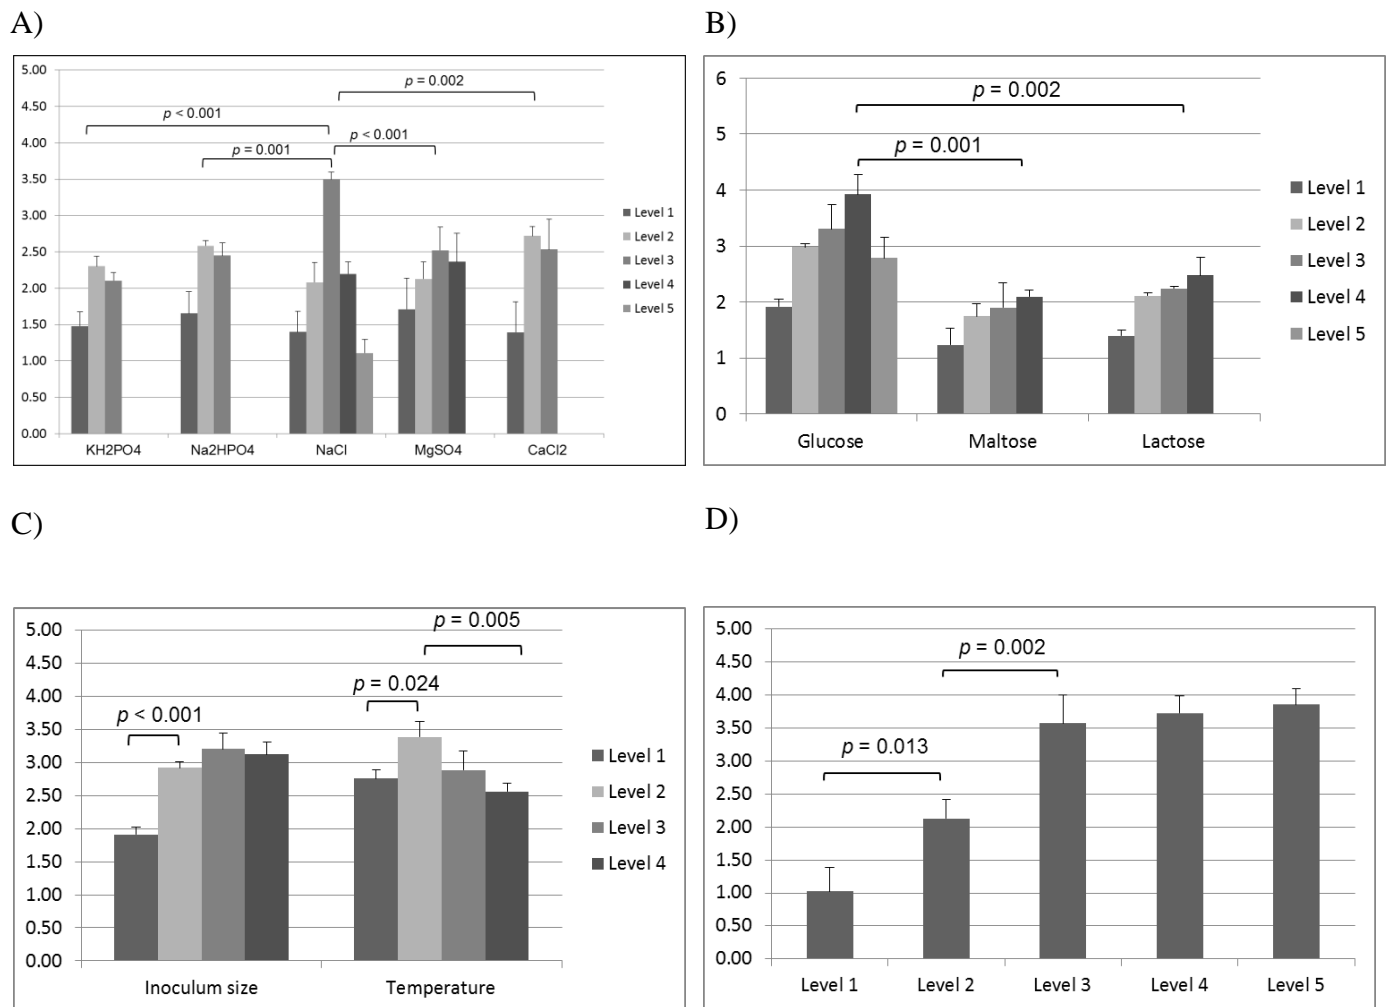 A)
5.00
4.50
4.00
3.50
3.00
2.50
2.00
1.50
1.00
0.50
0.00
p < 0.001
p = 0.001
p = 0.002
p < 0.001
KH2PO4 Na2HPO4 NaCl MgSO4 CaCl2
Level 1
Level 2
Level 3
Level 4
Level 5
B)
6
5
4
3
2
1
0
p = 0.002
p = 0.001
Glucose Maltose Lactose
Level 1
Level 2
Level 3
Level 4
Level 5
C)
5.00
4.50
4.00
3.50
3.00
2.50
2.00
1.50
1.00
0.50
0.00
p < 0.001
p = 0.024
p = 0.005
Inoculum size Temperature
Level 1
Level 2
Level 3
Level 4
D)
5.00
4.50
4.00
3.50
3.00
2.50
2.00
1.50
1.00
0.50
0.00
p = 0.013
p = 0.002
Level 1 Level 2 Level 3 Level 4 Level 5